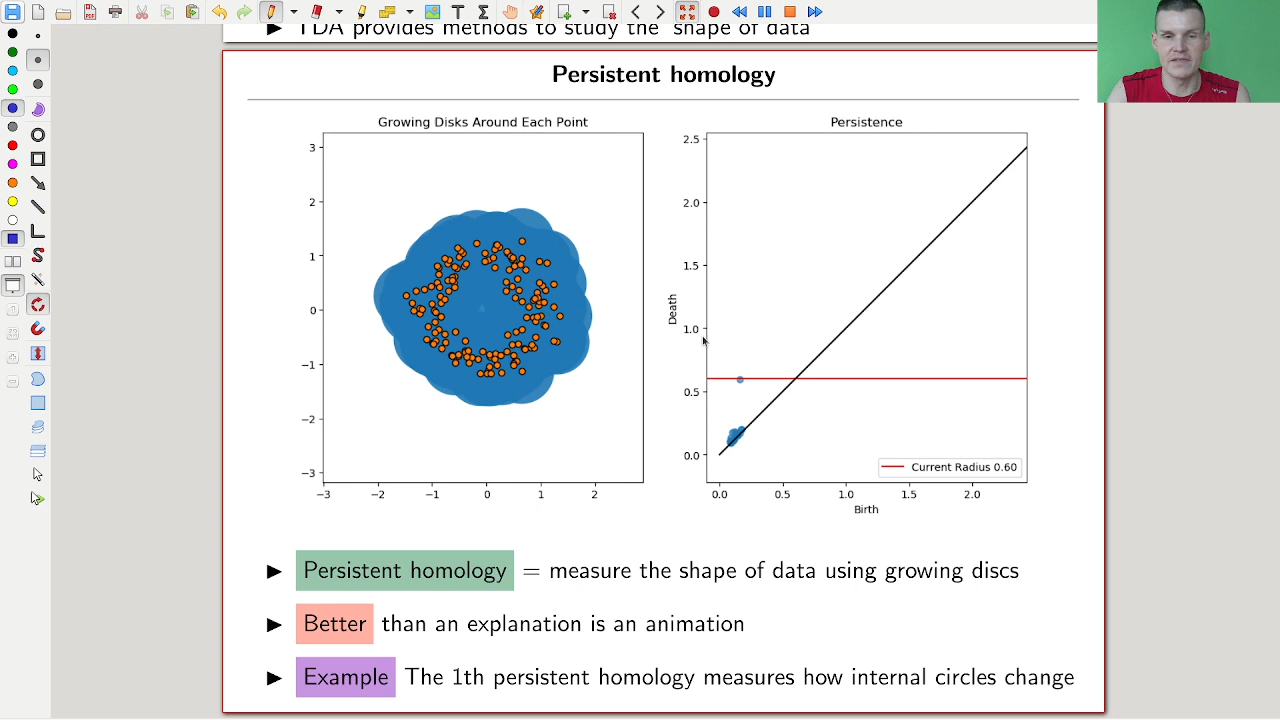 ▶ TDA provides methods to study the "shape of data"
Persistent homology
Growing Disks Around Each Point
3
2
1
0
−1
−2
−3
−3 −2 −1 0 1 2
Persistence
2.5
2.0
1.5
1.0
0.5
0.0
Death
Current Radius 0.60
0.0 0.5 1.0 1.5 2.0
Birth
▶ Persistent homology = measure the shape of data using growing discs
▶ Better than an explanation is an animation
▶ Example The 1th persistent homology measures how internal circles change